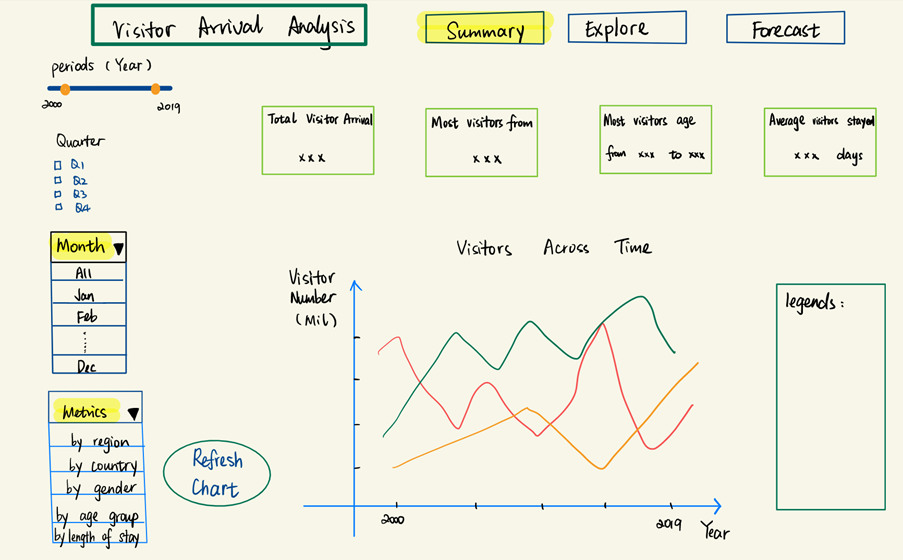 Visitor Arrival Analysis
Summary
Explore
Forecast
periods (Year)
2000
2019
Quarter
Q1
Q2
Q3
Q4
Total Visitor Arrival
xxx
Most visitors from
xxx
Most visitors age
from xxx to xxx
Average visitors stayed
xxx days
Month
All
Jan
Feb
Dec
Metrics
by region
by country
by gender
by age group
by length of stay
Refresh
Chart
Visitors Across Time
Visitor
Number
(Mil)
2000
2019
Year
legends: